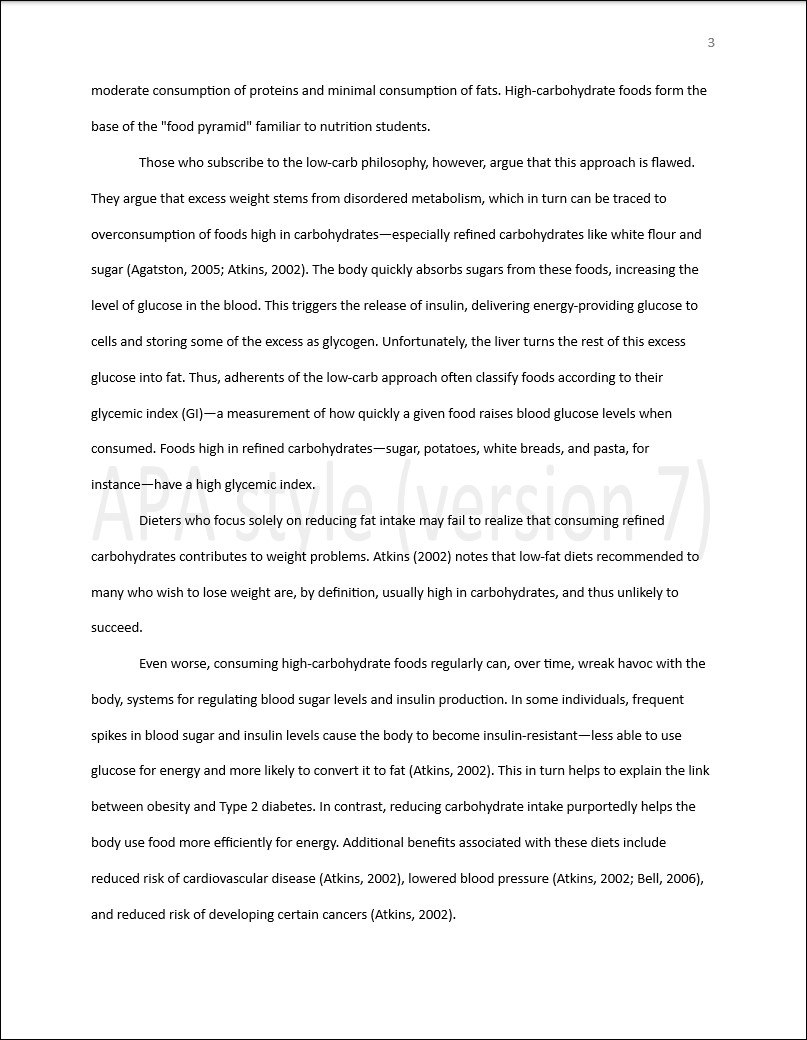 3
moderate consumption of proteins and minimal consumption of fats. High-carbohydrate foods form the
base of the "food pyramid" familiar to nutrition students.
Those who subscribe to the low-carb philosophy, however, argue that this approach is flawed.
They argue that excess weight stems from disordered metabolism, which in turn can be traced to
overconsumption of foods high in carbohydrates—especially refined carbohydrates like white flour and
sugar (Agatston, 2005; Atkins, 2002). The body quickly absorbs sugars from these foods, increasing the
level of glucose in the blood. This triggers the release of insulin, delivering energy-providing glucose to
cells and storing some of the excess as glycogen. Unfortunately, the liver turns the rest of this excess
glucose into fat. Thus, adherents of the low-carb approach often classify foods according to their
glycemic index (GI)—a measurement of how quickly a given food raises blood glucose levels when
consumed. Foods high in refined carbohydrates—sugar, potatoes, white breads, and pasta, for
instance—have a high glycemic index.
APA style (version 7)
Dieters who focus solely on reducing fat intake may fail to realize that consuming refined
carbohydrates contributes to weight problems. Atkins (2002) notes that low-fat diets recommended to
many who wish to lose weight are, by definition, usually high in carbohydrates, and thus unlikely to
succeed.
Even worse, consuming high-carbohydrate foods regularly can, over time, wreak havoc with the
body, systems for regulating blood sugar levels and insulin production. In some individuals, frequent
spikes in blood sugar and insulin levels cause the body to become insulin-resistant—less able to use
glucose for energy and more likely to convert it to fat (Atkins, 2002). This in turn helps to explain the link
between obesity and Type 2 diabetes. In contrast, reducing carbohydrate intake purportedly helps the
body use food more efficiently for energy. Additional benefits associated with these diets include
reduced risk of cardiovascular disease (Atkins, 2002), lowered blood pressure (Atkins, 2002; Bell, 2006),
and reduced risk of developing certain cancers (Atkins, 2002).